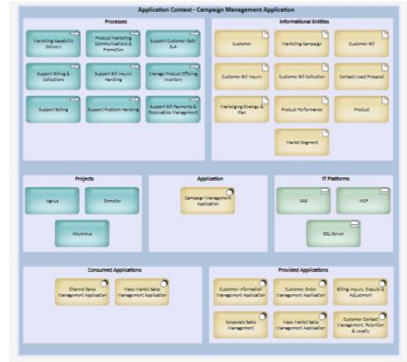 Application Context - Campaign Management Application
Processes
Marketing Capability
Delivery
Product Marketing
Communications &
Promotion
Support Customer QoS/
SLA
Support Billing &
Collections
Support Bill Inquiry
Handling
Manage Product Offering
Inventory
Support Selling
Support Problem Handling
Support Bill Payments &
Receivables Management
Informational Entities
Customer
Marketing Campaign
Customer Bill
Customer Bill Inquiry
Customer Bill Collection
Contact/Lead/Prospect
Marketing Strategy &
Plan
Product Performance
Product
Market Segment
Projects
Application
Campaign Management
Application
IT Platforms
SAS
SQL Server
Consumed Applications
Channel Sales
Management Application
Mass Market Sales
Management Application
Provided Applications
Customer Information
Management Application
Customer Order
Management Application
Billing Inquiry, Dispute &
Adjustment
Corporate Sales
Management
Mass Market Sales
Management Application
Customer Contact
Management, Retention
& Loyalty